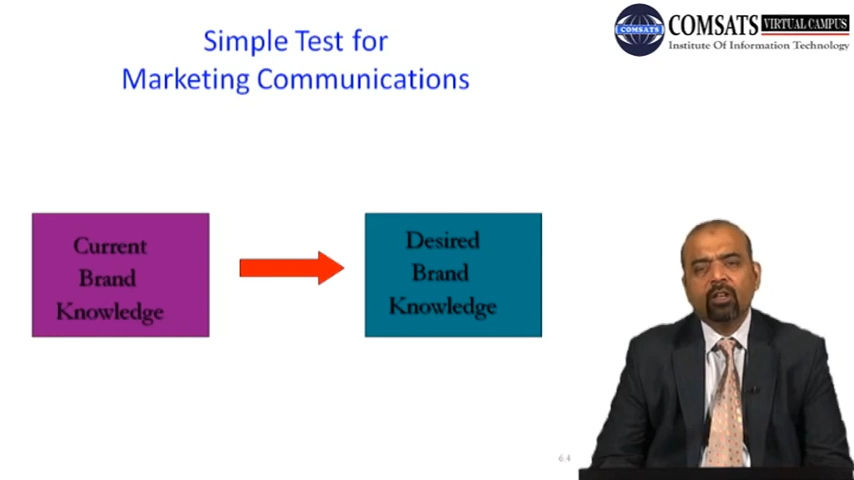 Simple Test for
Marketing Communications
COMSATS
COMSATS VIRTUAL CAMPUS
Institute Of Information Technology
Current
Brand
Knowledge
Desired
Brand
Knowledge
6.4